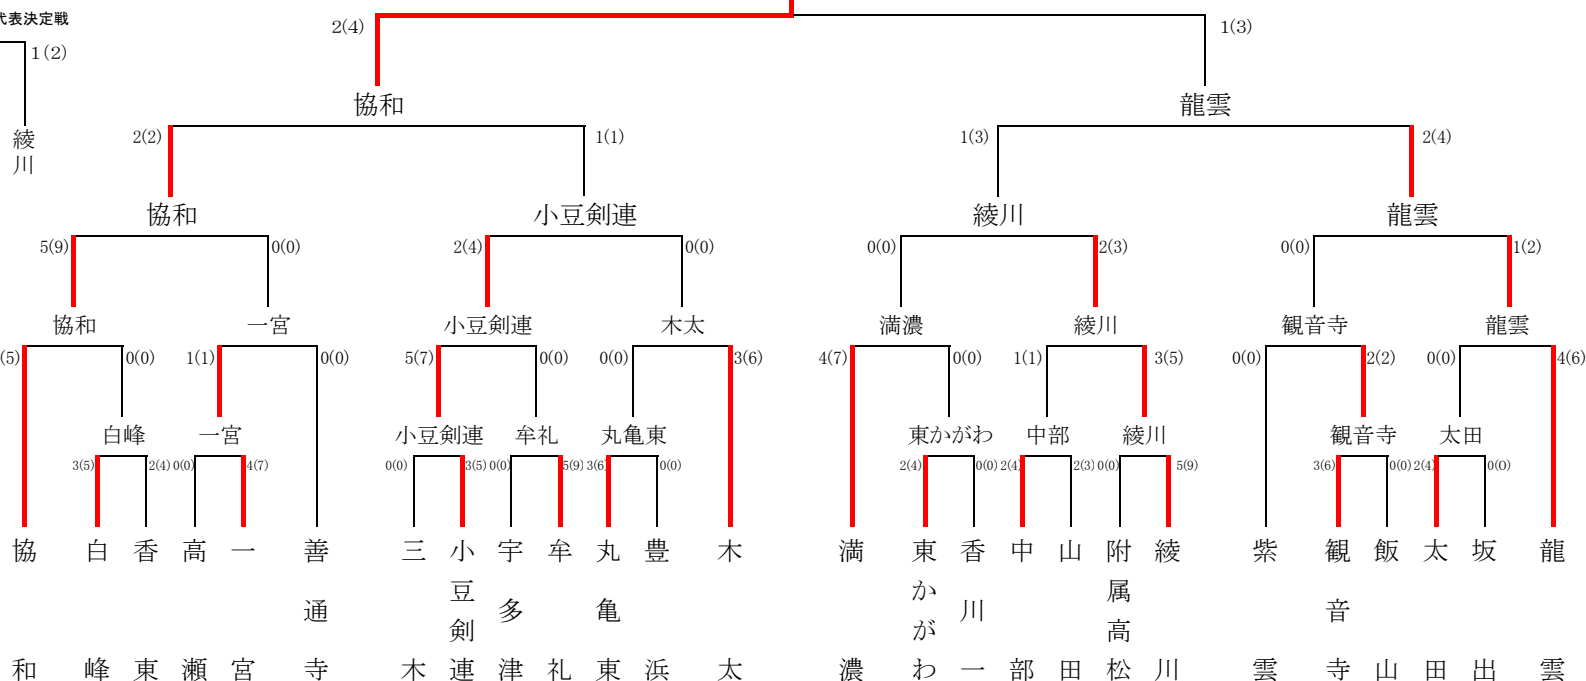 代表決定戦
2(4) 1(3)
1(2)
協和 龍雲
2(2) 1(1) 1(3) 2(4)
綾川
協和 小豆剣連 綾川 龍雲
5(9) 0(0) 2(4) 0(0) 0(0) 2(3) 0(0) 1(2)
協和 一宮 小豆剣連 木太 満濃 綾川 観音寺 龍雲
(5) 0(0) 1(1) 0(0) 5(7) 0(0) 0(0) 3(6) 4(7) 0(0) 1(1) 3(5) 0(0) 2(2) 0(0) 4(6)
白峰 一宮 小豆剣連 牟礼 丸亀東 東かがわ 中部 綾川 観音寺 太田
3(5) 2(4) 0(0) 4(7) 0(0) 3(5) 0(0) 5(9) 3(6) 0(0) 2(4) 0(0) 2(4) 2(3) 0(0) 5(9) 3(6) 0(0) 2(4) 0(0)
協和
白峰
香東
高瀬
一宮
善通寺
三木
小豆剣連
宇多津
牟礼
丸亀東
豊浜
木太
満濃
東かがわ
香川一
中部
山田
附属高松
綾川
紫雲
観音寺
飯山
太田
坂出
龍雲